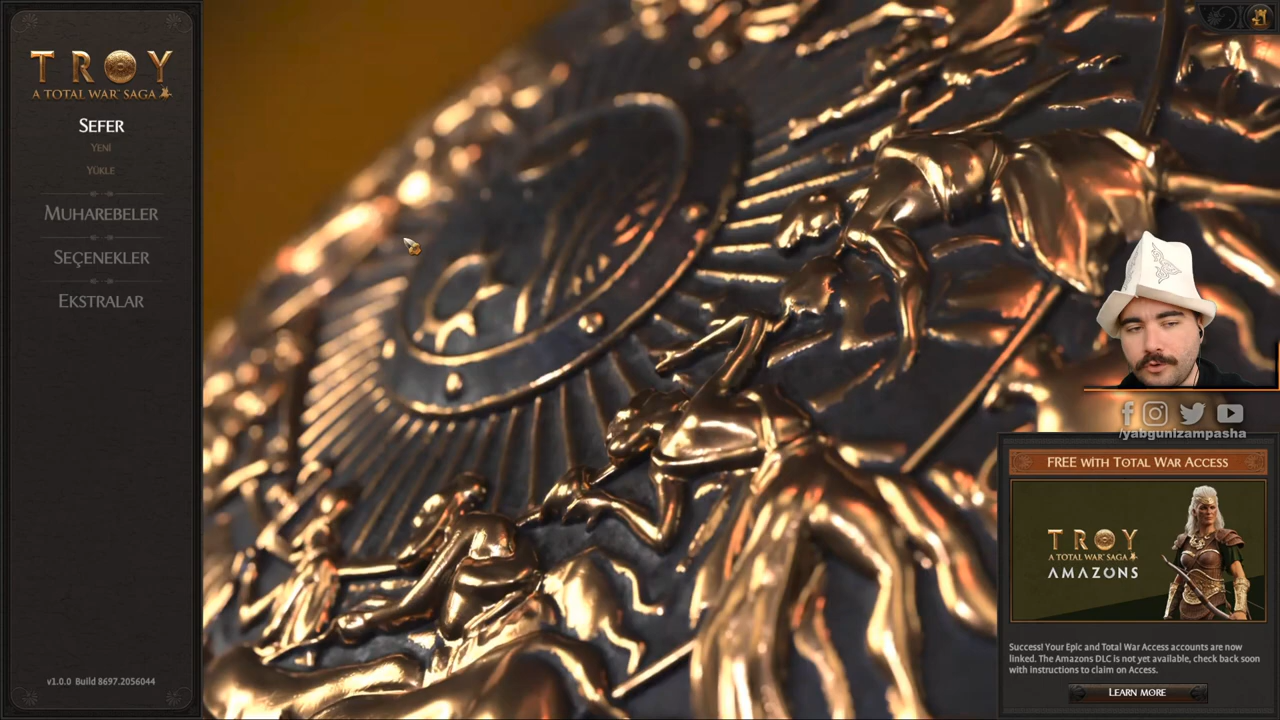 TROY
A TOTAL WAR SAGA
SEFER
YENİ
YÜKLE
MUHAREBELER
SEÇENEKLER
EKSTRALAR
v1.0.0 Build 8697.2056044
/yabgunizampasha
FREE WİTH TOTAL WAR ACCESS
TROY
A TOTAL WAR SAGA
AMAZONS
Success! Your Epic and Total War Access accounts are now
linked. The Amazons DLC is not yet available, check back soon
with instructions to claim on Access.
LEARN MORE